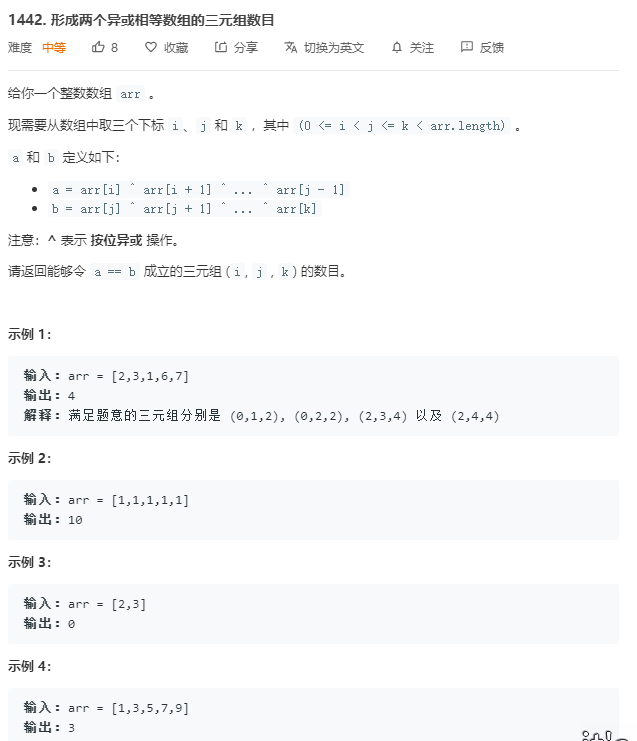 1442. 形成两个异或相等数组的三元组数目
难度 中等 8 收藏 分享 切换为英文 关注 反馈
给你一个整数数组 arr 。
现需要从数组中取三个下标 i、j 和 k ，其中 (0 <= i < j <= k < arr.length) 。
a 和 b 定义如下：
a = arr[i] ^ arr[i + 1] ^ ... ^ arr[j - 1]
b = arr[j] ^ arr[j + 1] ^ ... ^ arr[k]
注意：^ 表示 按位异或 操作。
请返回能够令 a == b 成立的三元组 (i, j , k) 的数目。
示例 1：
输入：arr = [2,3,1,6,7]
输出：4
解释：满足题意的三元组分别是 (0,1,2), (0,2,2), (2,3,4) 以及 (2,4,4)
示例 2：
输入：arr = [1,1,1,1,1]
输出：10
示例 3：
输入：arr = [2,3]
输出：0
示例 4：
输入：arr = [1,3,5,7,9]
输出：3